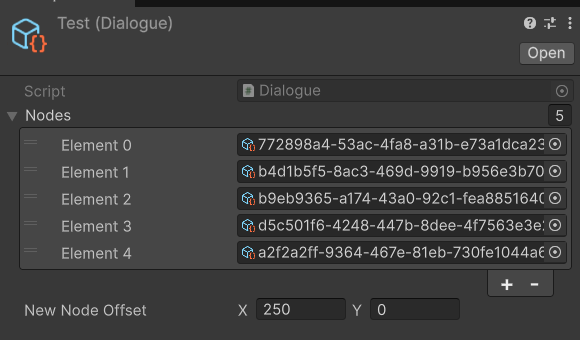 Test (Dialogue)
Open
Script Dialogue
Nodes 5
Element 0 772898a4-53ac-4fa8-a31b-e73a1dca23
Element 1 b4d1b5f5-8ac3-469d-9919-b956e3b70
Element 2 b9eb9365-a174-43a0-92c1-fea8851640
Element 3 d5c501f6-4248-447b-8dee-4f7563e3e
Element 4 a2f2a2ff-9364-467e-81eb-730fe1044a6
+ -
New Node Offset X 250 Y 0